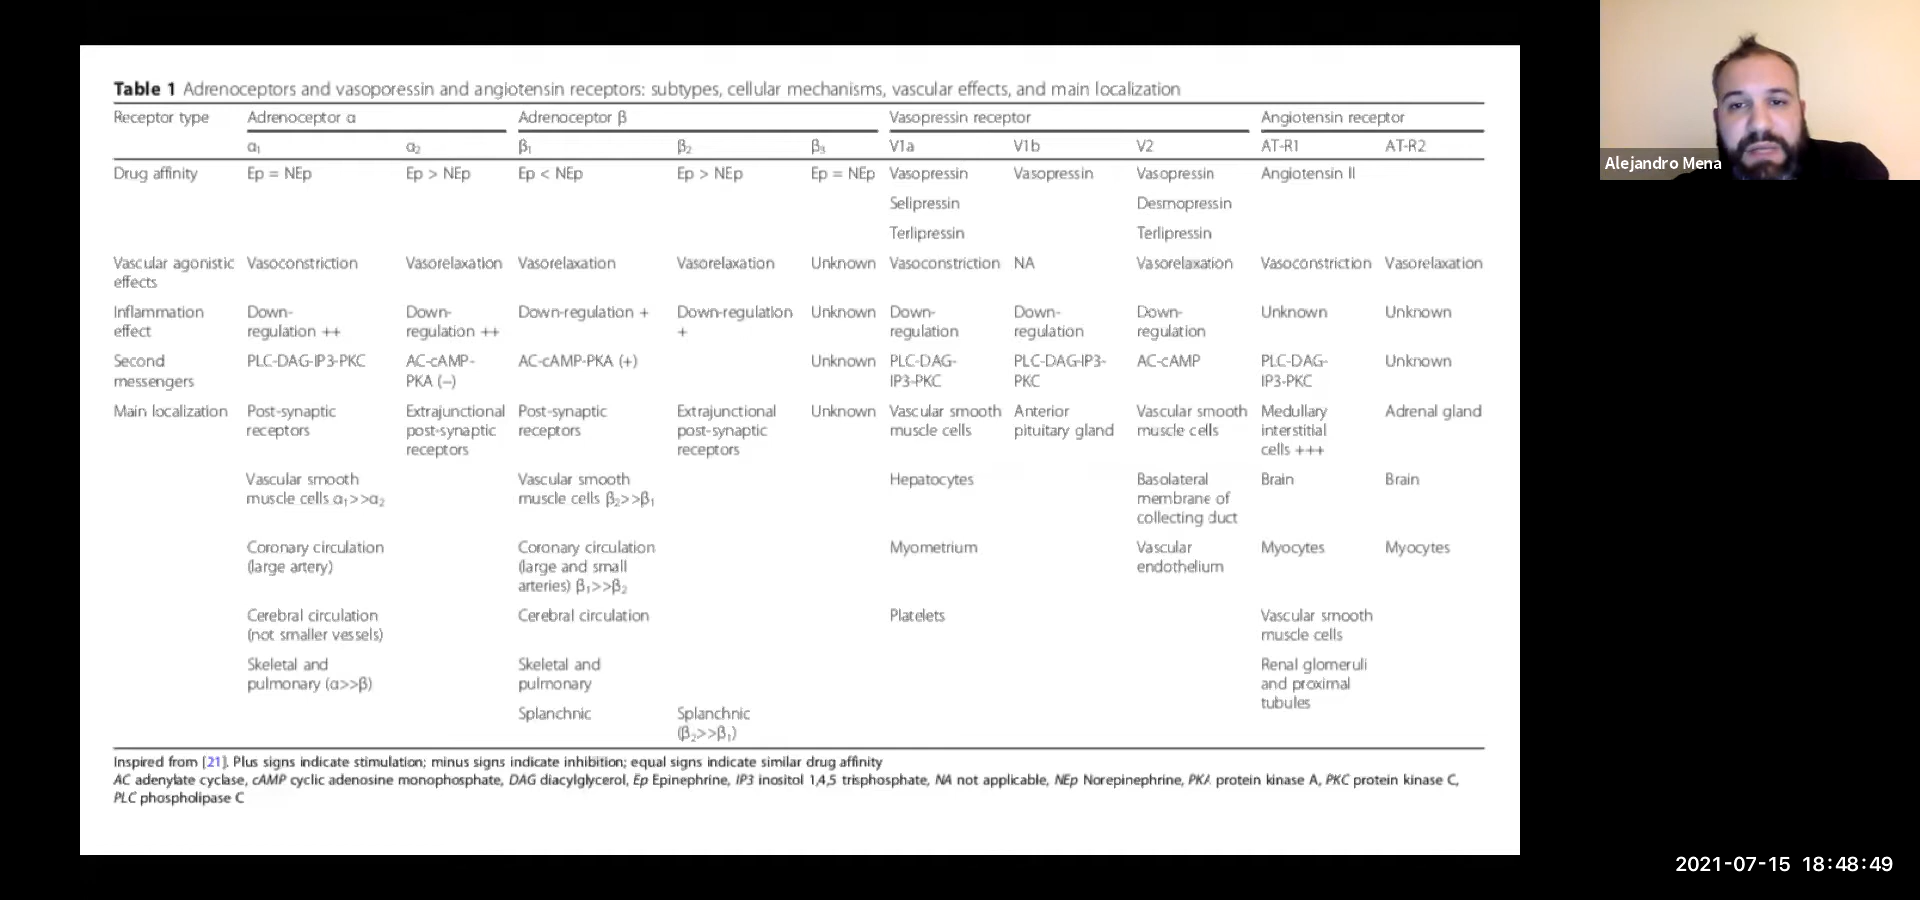 Table 1 Adrenoceptors and vasoporessin and angiotensin receptors: subtypes, cellular mechanisms, vascular effects, and main localization
Receptor type Adrenoceptor α Adrenoceptor β Vasopressin receptor Angiotensin receptor
α1 α2 β1 β2 β3 V1a V1b V2 AT-R1 AT-R2
Drug affinity Ep = NEp Ep > NEp Ep < NEp Ep > NEp Ep = NEp Vasopressin Vasopressin Vasopressin Angiotensin II
Selipressin Desmopressin
Terlipressin Terlipressin
Vascular agonistic Vasoconstriction Vasorelaxation Vasorelaxation Vasorelaxation Unknown Vasoconstriction NA Vasorelaxation Vasoconstriction Vasorelaxation
effects
Inflammation Down- Down- Down-regulation + Down-regulation Unknown Down- Down- Down- Unknown Unknown
effect regulation ++ regulation ++ + regulation regulation regulation
Second PLC-DAG-IP3-PKC AC-cAMP- AC-cAMP-PKA (+) Unknown PLC-DAG- PLC-DAG-IP3- AC-cAMP PLC-DAG- Unknown
messengers PKA (−) IP3-PKC PKC IP3-PKC
Main localization Post-synaptic Extrajunctional Post-synaptic Extrajunctional Unknown Vascular smooth Anterior Vascular smooth Medullary Adrenal gland
receptors post-synaptic receptors post-synaptic muscle cells pituitary gland muscle cells interstitial
receptors receptors cells +++
Vascular smooth Vascular smooth Hepatocytes Basolateral Brain Brain
muscle cells α1>>α2 muscle cells β2>>β1 membrane of
collecting duct
Coronary circulation Coronary circulation Myometrium Vascular Myocytes Myocytes
(large artery) (large and small endothelium
arteries) β1>>β2
Cerebral circulation Cerebral circulation Platelets Vascular smooth
(not smaller vessels) muscle cells
Skeletal and Skeletal and Renal glomeruli
pulmonary (α>>β) pulmonary and proximal
tubules
Splanchnic Splanchnic
(β2>>β1)
Inspired from [21]. Plus signs indicate stimulation; minus signs indicate inhibition; equal signs indicate similar drug affinity
AC adenylate cyclase, cAMP cyclic adenosine monophosphate, DAG diacylglycerol, Ep Epinephrine, IP3 inositol 1,4,5 trisphosphate, NA not applicable, NEp Norepinephrine, PKA protein kinase A, PKC protein kinase C,
PLC phospholipase C
Alejandro Mena
2021-07-15 18:48:49